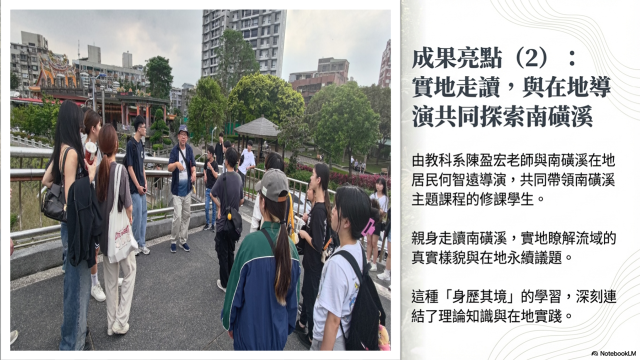 成果亮點（2）：
實地走讀，與在地導
演共同探索南磺溪
由教科系陳盈宏老師與南磺溪在地
居民何智遠導演，共同帶領南磺溪
主題課程的修課學生。
親身走讀南磺溪，實地瞭解流域的
真實樣貌與在地永續議題。
這種「身歷其境」的學習，深刻連
結了理論知識與在地實踐。
NotebookLM